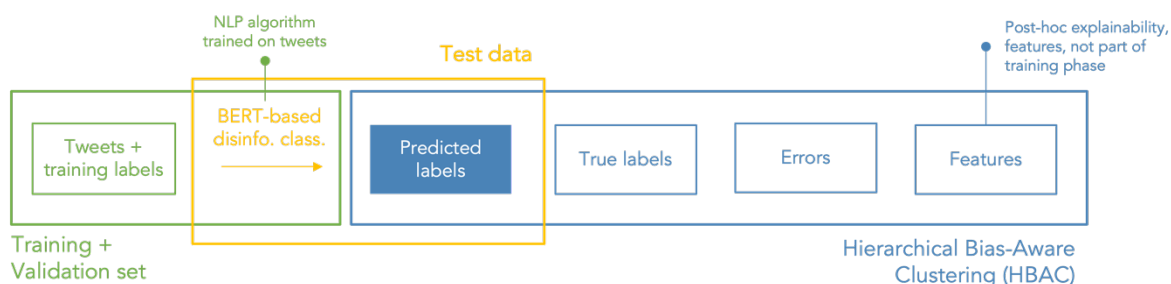 NLP algorithm
trained on tweets
Test data
Post-hoc explainability,
features, not part of
training phase
BERT-based
disinfo. class.
Tweets +
training labels
Predicted
labels
True labels
Errors
Features
Training +
Validation set
Hierarchical Bias-Aware
Clustering (HBAC)